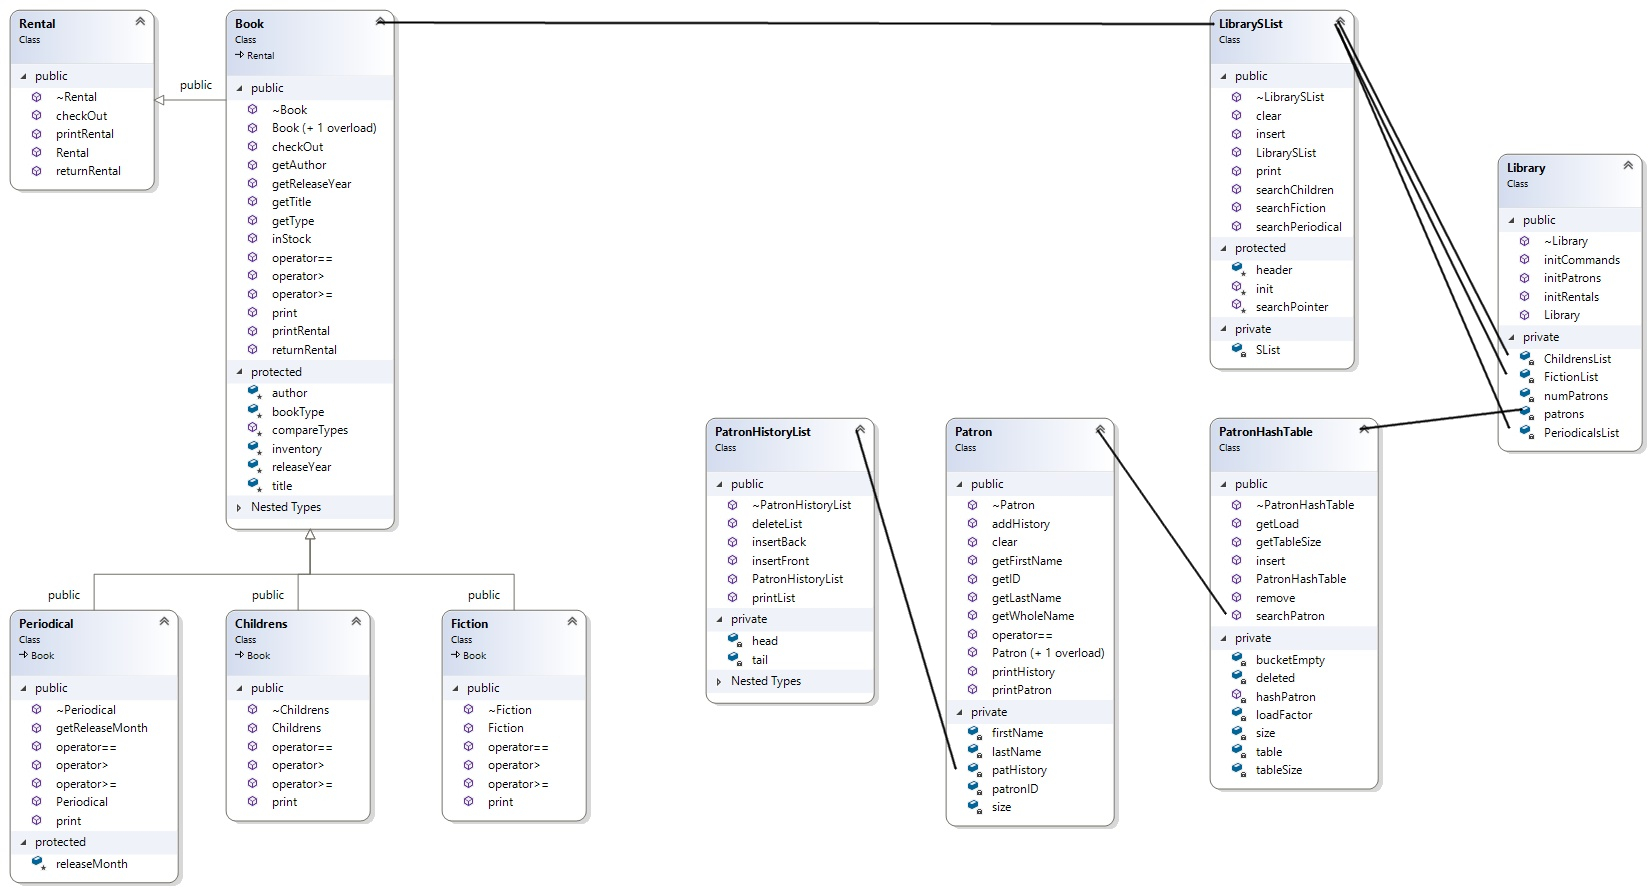 Rental
Class
public
~Rental
checkOut
printRental
Rental
returnRental
public
Book
Class
Rental
public
~Book
Book (+ 1 overload)
checkOut
getAuthor
getReleaseYear
getTitle
getType
inStock
operator==
operator>
operator>=
print
printRental
returnRental
protected
author
bookType
compareTypes
inventory
releaseYear
title
Nested Types
public
public
public
Periodical
Class
Book
public
~Periodical
getReleaseMonth
operator==
operator>
operator>=
Periodical
print
protected
releaseMonth
Childrens
Class
Book
public
~Childrens
Childrens
operator==
operator>
operator>=
print
Fiction
Class
Book
public
~Fiction
Fiction
operator==
operator>
operator>=
print
PatronHistoryList
Class
public
~PatronHistoryList
deleteList
insertBack
insertFront
PatronHistoryList
printList
private
head
tail
Nested Types
Patron
Class
public
~Patron
addHistory
clear
getFirstName
getID
getLastName
getWholeName
operator==
Patron (+ 1 overload)
printHistory
printPatron
private
firstName
lastName
patHistory
patronID
size
LibrarySList
Class
public
~LibrarySList
clear
insert
LibrarySList
print
searchChildren
searchFiction
searchPeriodical
protected
header
init
searchPointer
private
SList
PatronHashTable
Class
public
~PatronHashTable
getLoad
getTableSize
insert
PatronHashTable
remove
searchPatron
private
bucketEmpty
deleted
hashPatron
loadFactor
size
table
tableSize
Library
Class
public
~Library
initCommands
initPatrons
initRentals
Library
private
ChildrensList
FictionList
numPatrons
patrons
PeriodicalsList